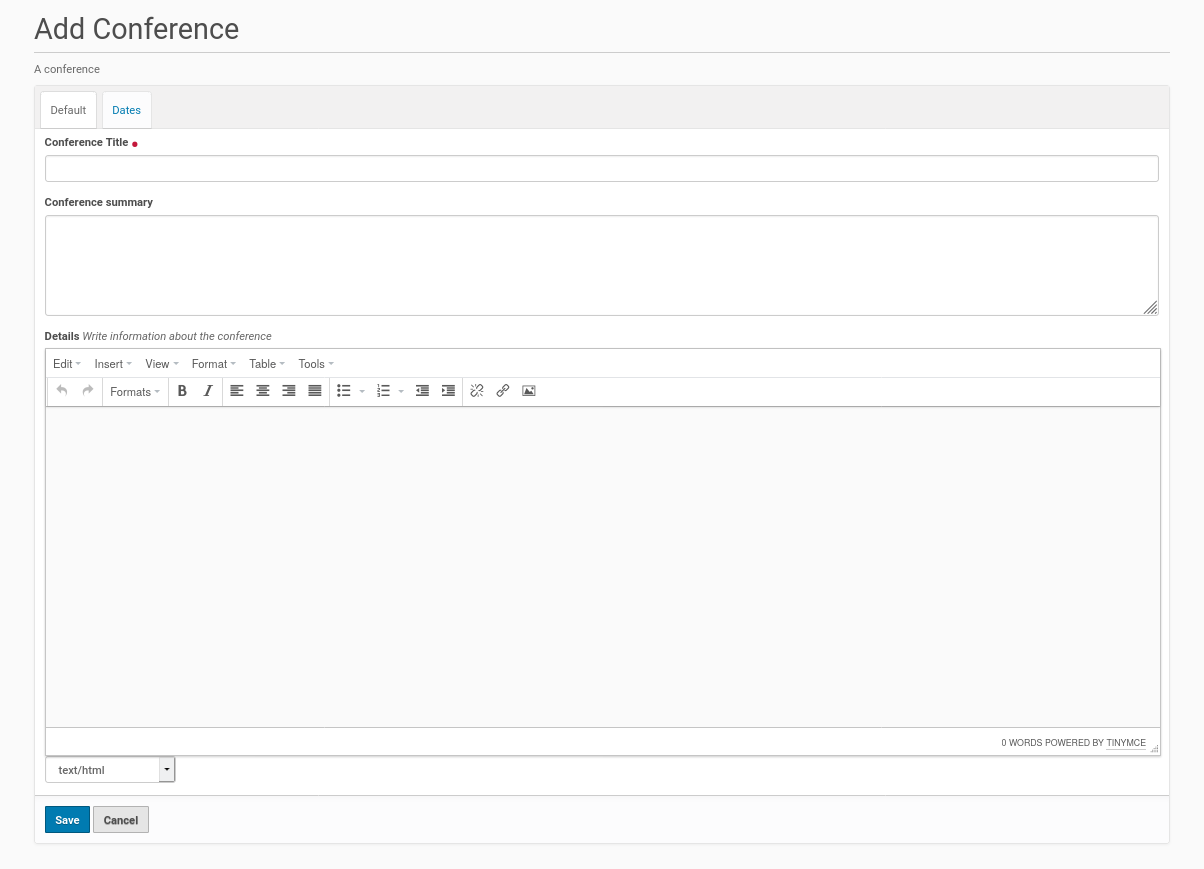 Add Conference
A conference
Default Dates
Conference Title
Conference summary
Details Write information about the conference
Edit Insert View Format Table Tools
Formats B I
0 WORDS POWERED BY TINYMCE
text/html
Save Cancel